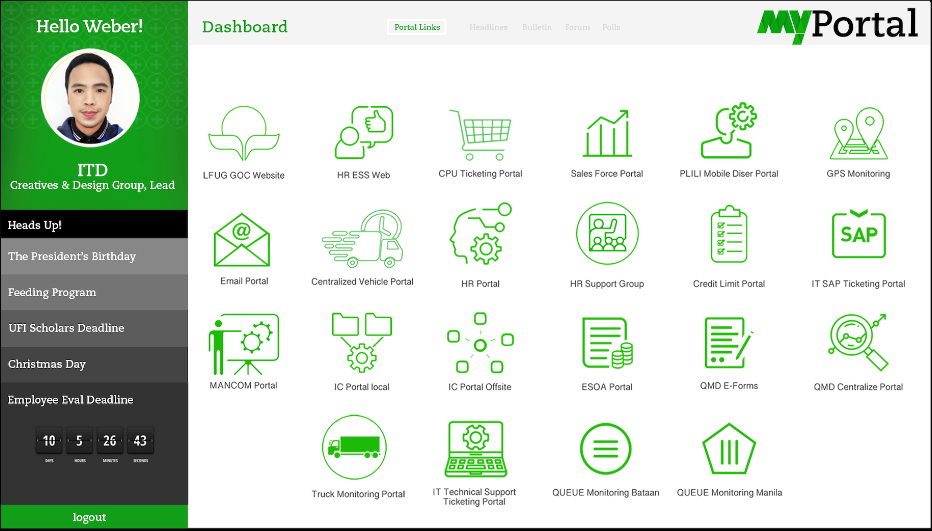 Hello Weber!
ITD
Creatives & Design Group, Lead
Heads Up!
The President's Birthday
Feeding Program
UFI Scholars Deadline
Christmas Day
Employee Eval Deadline
10 5 26 43
DAYS HOURS MINUTES SECONDS
logout
Dashboard
Portal Links Headlines Bulletin Forum Polls
MYPortal
LFUG GOC Website
HR ESS Web
CPU Ticketing Portal
Sales Force Portal
PLILI Mobile Diser Portal
GPS Monitoring
@
Email Portal
Centralized Vehicle Portal
HR Portal
HR Support Group
Credit Limit Portal
SAP
IT SAP Ticketing Portal
MANCOM Portal
IC Portal local
IC Portal Offsite
ESOA Portal
QMD E-Forms
QMD Centralize Portal
Truck Monitoring Portal
IT Technical Support
Ticketing Portal
QUEUE Monitoring Bataan
QUEUE Monitoring Manila